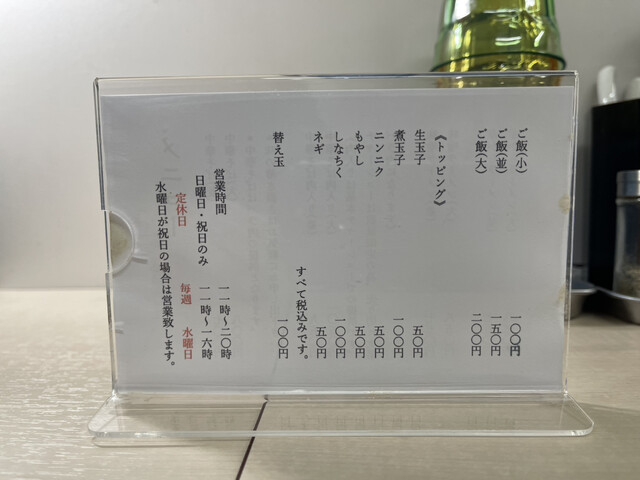 ご飯(小) 一〇〇円
ご飯(並) 一五〇円
ご飯(大) 二〇〇円
《トッピング》
生玉子 五〇円
煮玉子 一〇〇円
ニンニク 五〇円
もやし 五〇円
しなちく 一〇〇円
ネギ 五〇円
すべて税込みです。
替え玉 一〇〇円
営業時間 一一時～二〇時
日曜日・祝日のみ 一一時～一六時
定休日 毎週 水曜日
水曜日が祝日の場合は営業致します。